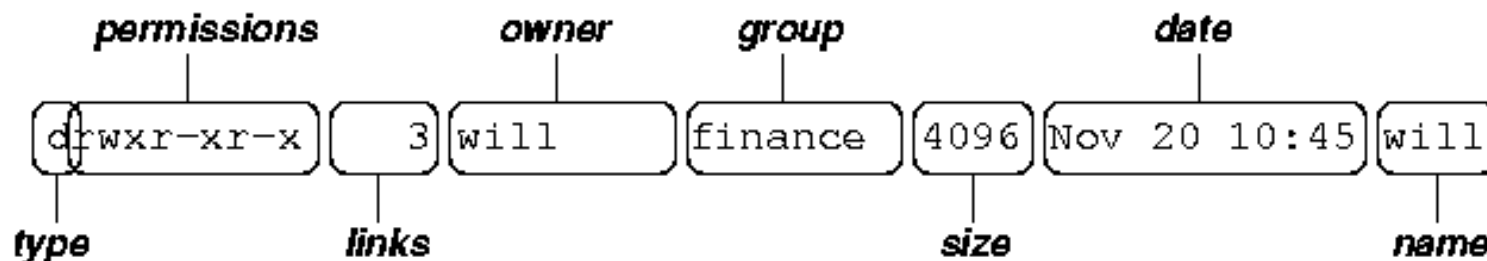 permissions owner group date
drwxr-xr-x 3 will finance 4096 Nov 20 10:45 will
type links size name